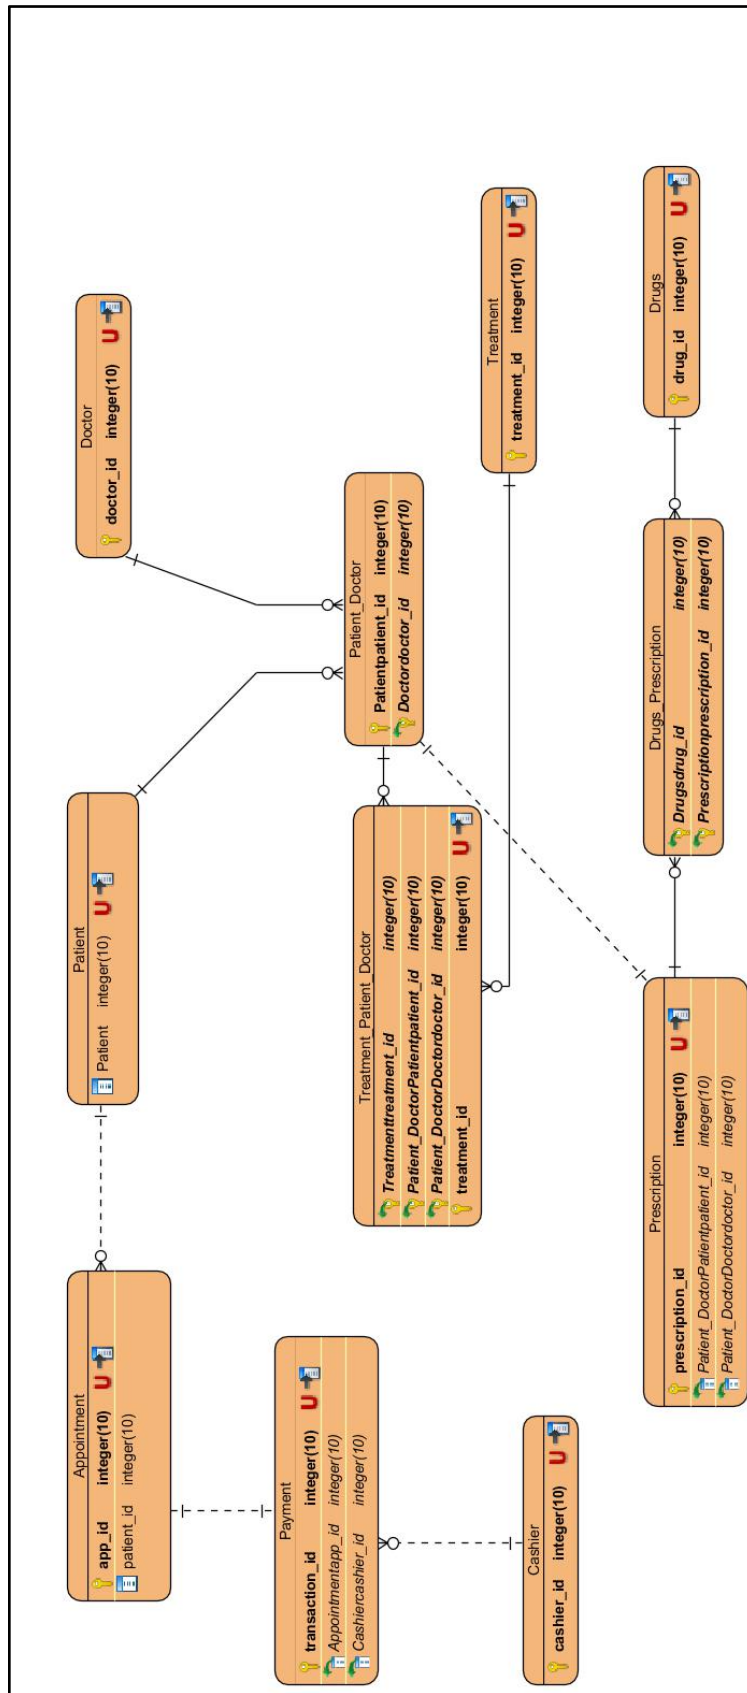 Appointment
app_id integer(10) U
patient_id integer(10)
Patient
Patient integer(10) U
Doctor
doctor_id integer(10) U
Payment
transaction_id integer(10) U
Appointmentapp_id integer(10)
Cashiercashier_id integer(10)
Treatment_Patient_Doctor
Treatmenttreatment_id integer(10)
Patient_DoctorPatientpatient_id integer(10)
Patient_DoctorDoctordoctor_id integer(10)
treatment_id integer(10) U
Patient_Doctor
Patientpatient_id integer(10)
Doctordoctor_id integer(10)
Treatment
treatment_id integer(10) U
Cashier
cashier_id integer(10) U
Prescription
prescription_id integer(10) U
Patient_DoctorPatientpatient_id integer(10)
Patient_DoctorDoctordoctor_id integer(10)
Drugs_Prescription
Drugsdrug_id integer(10)
Prescriptionprescription_id integer(10)
Drugs
drug_id integer(10) U